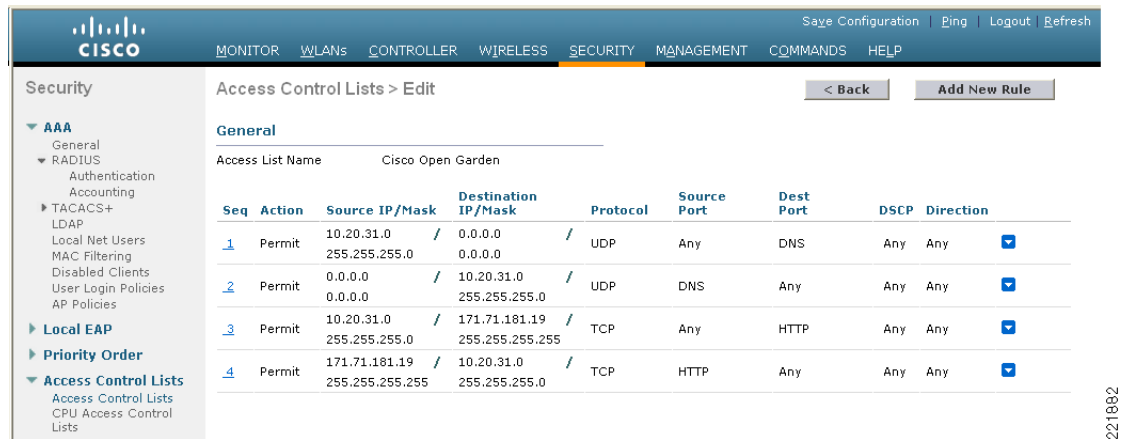 Save Configuration | Ping | Logout | Refresh
CISCO
MONITOR WLANs CONTROLLER WIRELESS SECURITY MANAGEMENT COMMANDS HELP
Security
AAA
General
RADIUS
Authentication
Accounting
TACACS+
LDAP
Local Net Users
MAC Filtering
Disabled Clients
User Login Policies
AP Policies
Local EAP
Priority Order
Access Control Lists
Access Control Lists
CPU Access Control
Lists
Access Control Lists > Edit
< Back
Add New Rule
General
Access List Name Cisco Open Garden
Seq Action Source IP/Mask Destination IP/Mask Protocol Source Port Dest Port DSCP Direction
1 Permit 10.20.31.0 / 0.0.0.0 / UDP Any DNS Any Any
255.255.255.0 0.0.0.0
2 Permit 0.0.0.0 / 10.20.31.0 / UDP DNS Any Any Any
0.0.0.0 255.255.255.0
3 Permit 10.20.31.0 / 171.71.181.19 / TCP Any HTTP Any Any
255.255.255.0 255.255.255.255
4 Permit 171.71.181.19 / 10.20.31.0 / TCP HTTP Any Any Any
255.255.255.255 255.255.255.0
221882